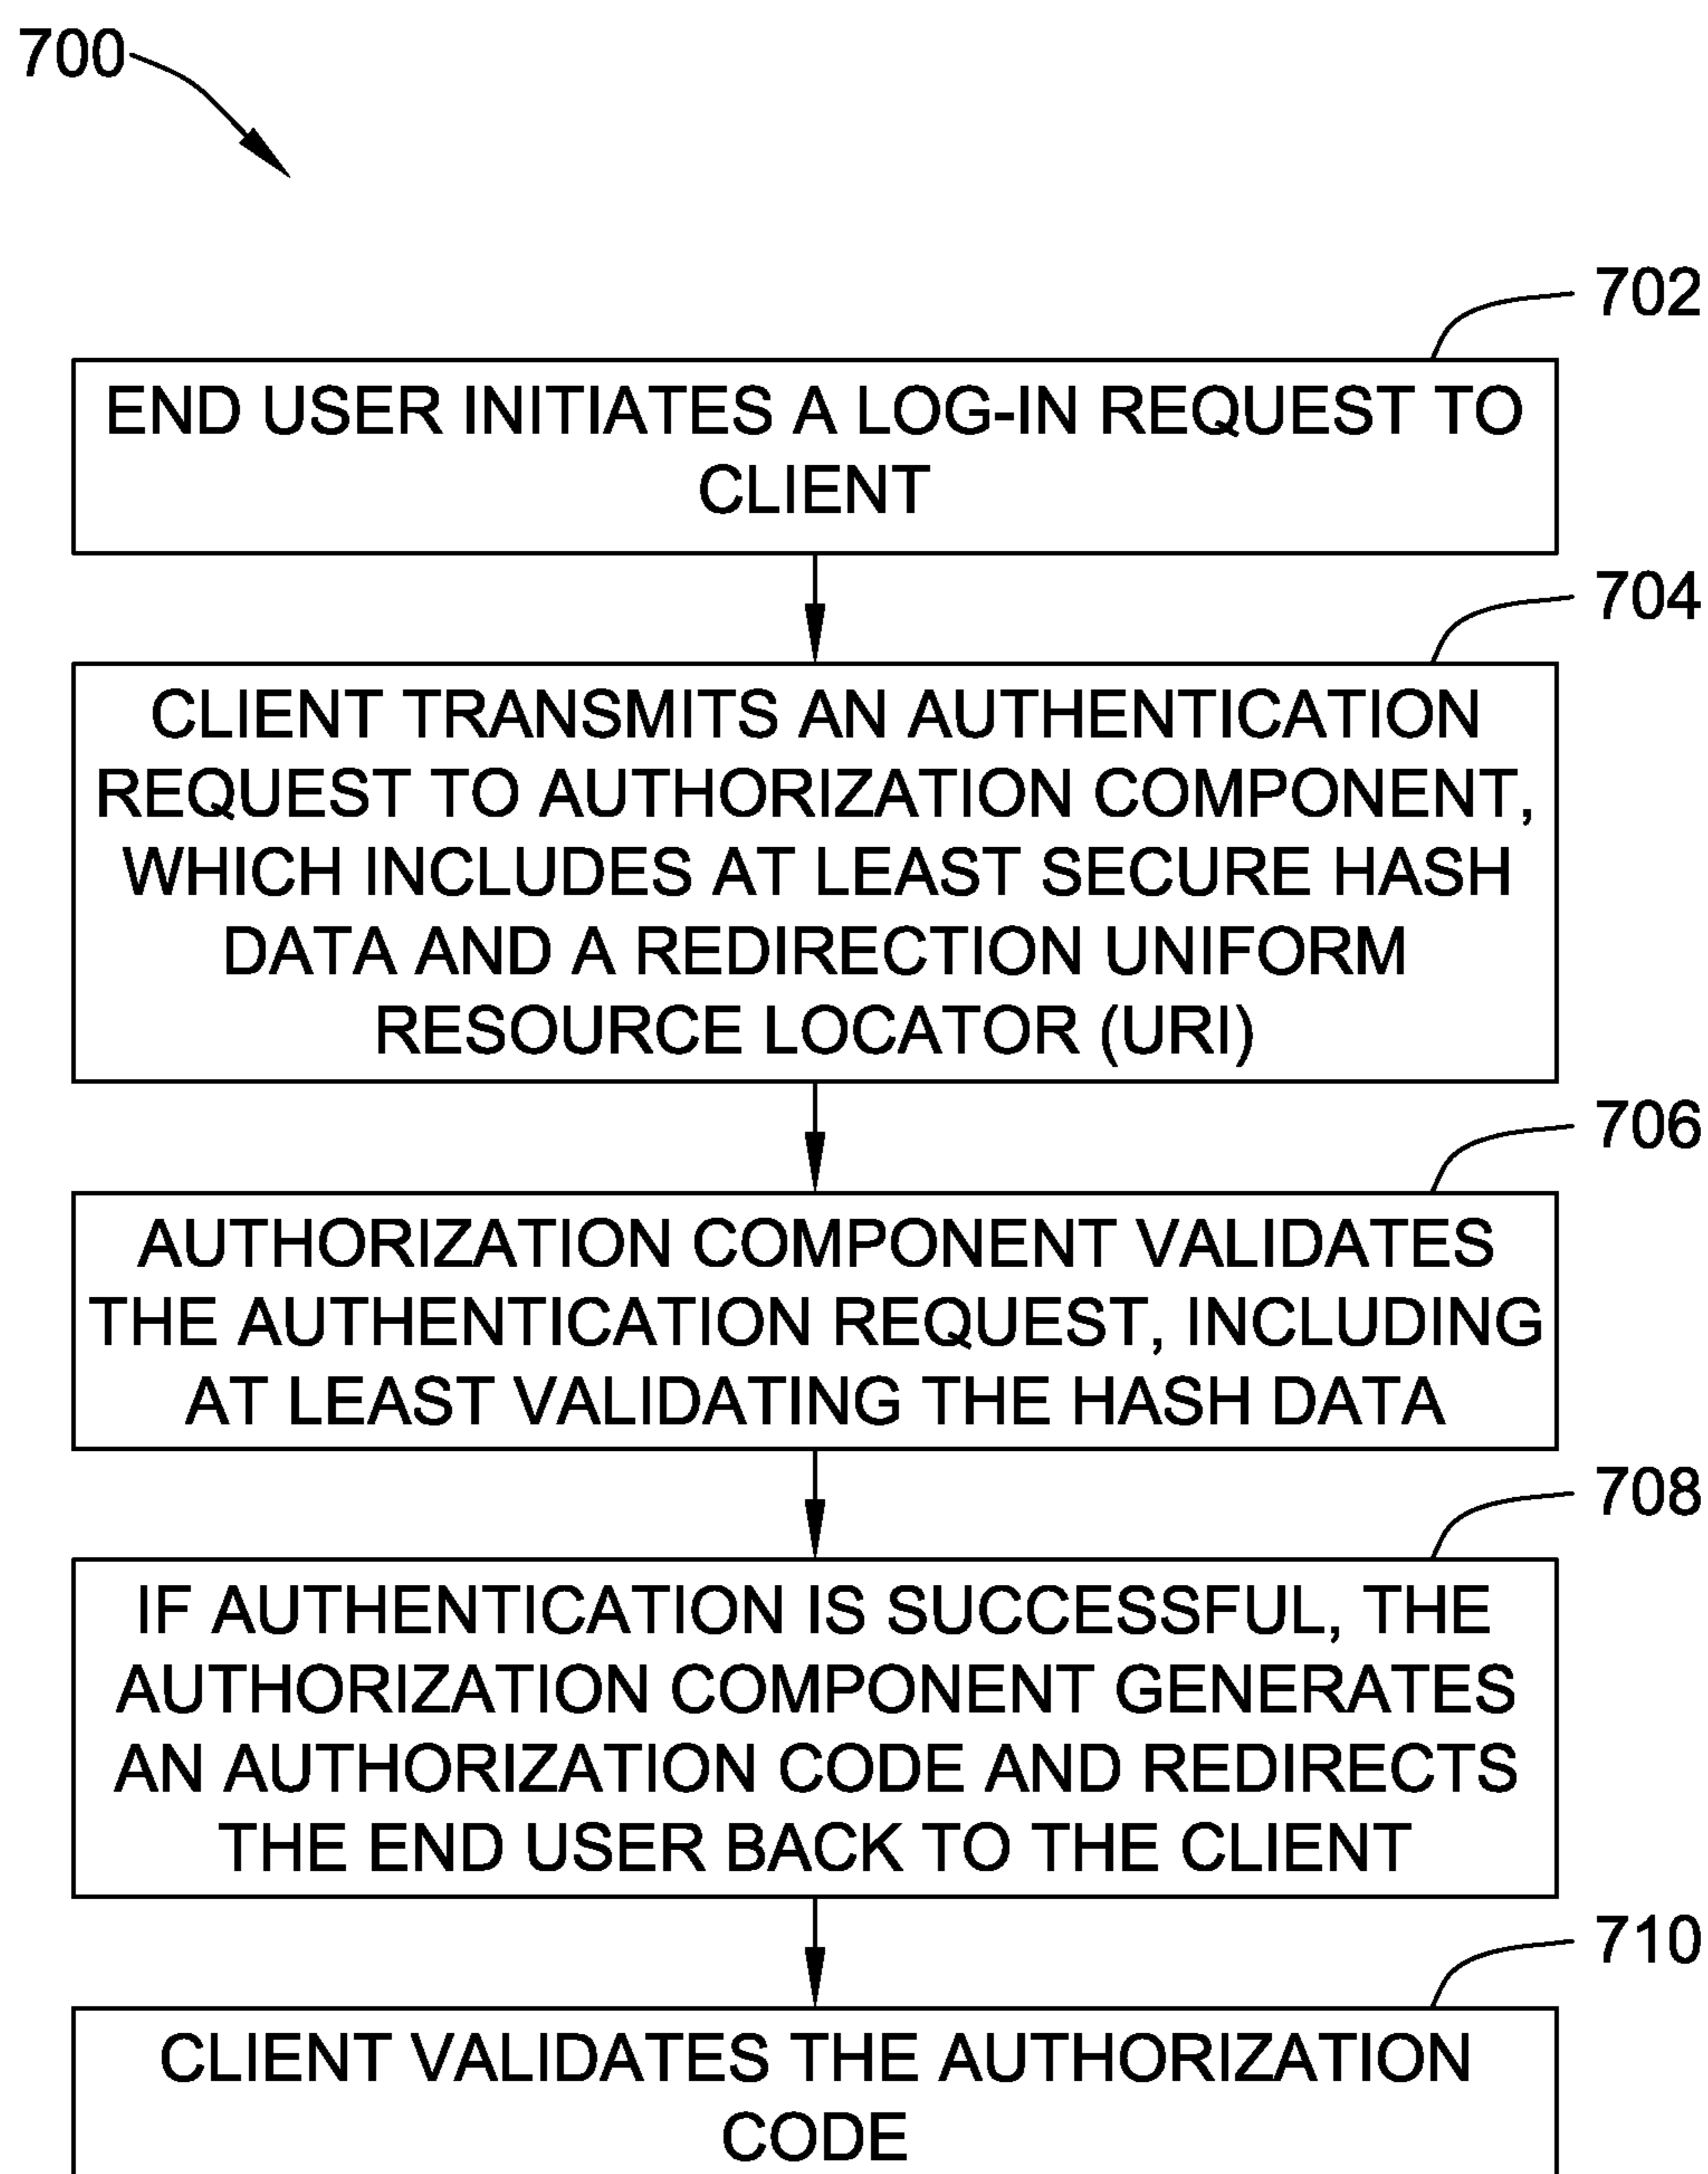 700
702
END USER INITIATES A LOG-IN REQUEST TO
CLIENT
704
CLIENT TRANSMITS AN AUTHENTICATION
REQUEST TO AUTHORIZATION COMPONENT,
WHICH INCLUDES AT LEAST SECURE HASH
DATA AND A REDIRECTION UNIFORM
RESOURCE LOCATOR (URI)
706
AUTHORIZATION COMPONENT VALIDATES
THE AUTHENTICATION REQUEST, INCLUDING
AT LEAST VALIDATING THE HASH DATA
708
IF AUTHENTICATION IS SUCCESSFUL, THE
AUTHORIZATION COMPONENT GENERATES
AN AUTHORIZATION CODE AND REDIRECTS
THE END USER BACK TO THE CLIENT
710
CLIENT VALIDATES THE AUTHORIZATION
CODE